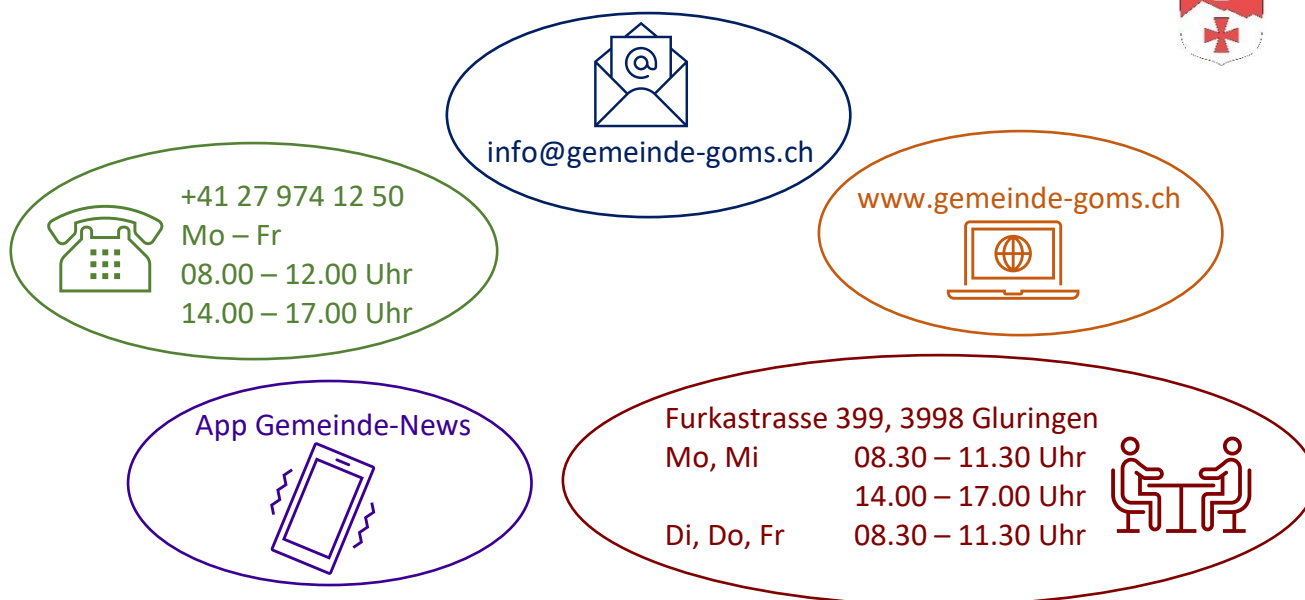 info@gemeinde-goms.ch
+41 27 974 12 50
Mo – Fr
08.00 – 12.00 Uhr
14.00 – 17.00 Uhr
www.gemeinde-goms.ch
App Gemeinde-News
Furkastrasse 399, 3998 Gluringen
Mo, Mi 08.30 – 11.30 Uhr
14.00 – 17.00 Uhr
Di, Do, Fr 08.30 – 11.30 Uhr